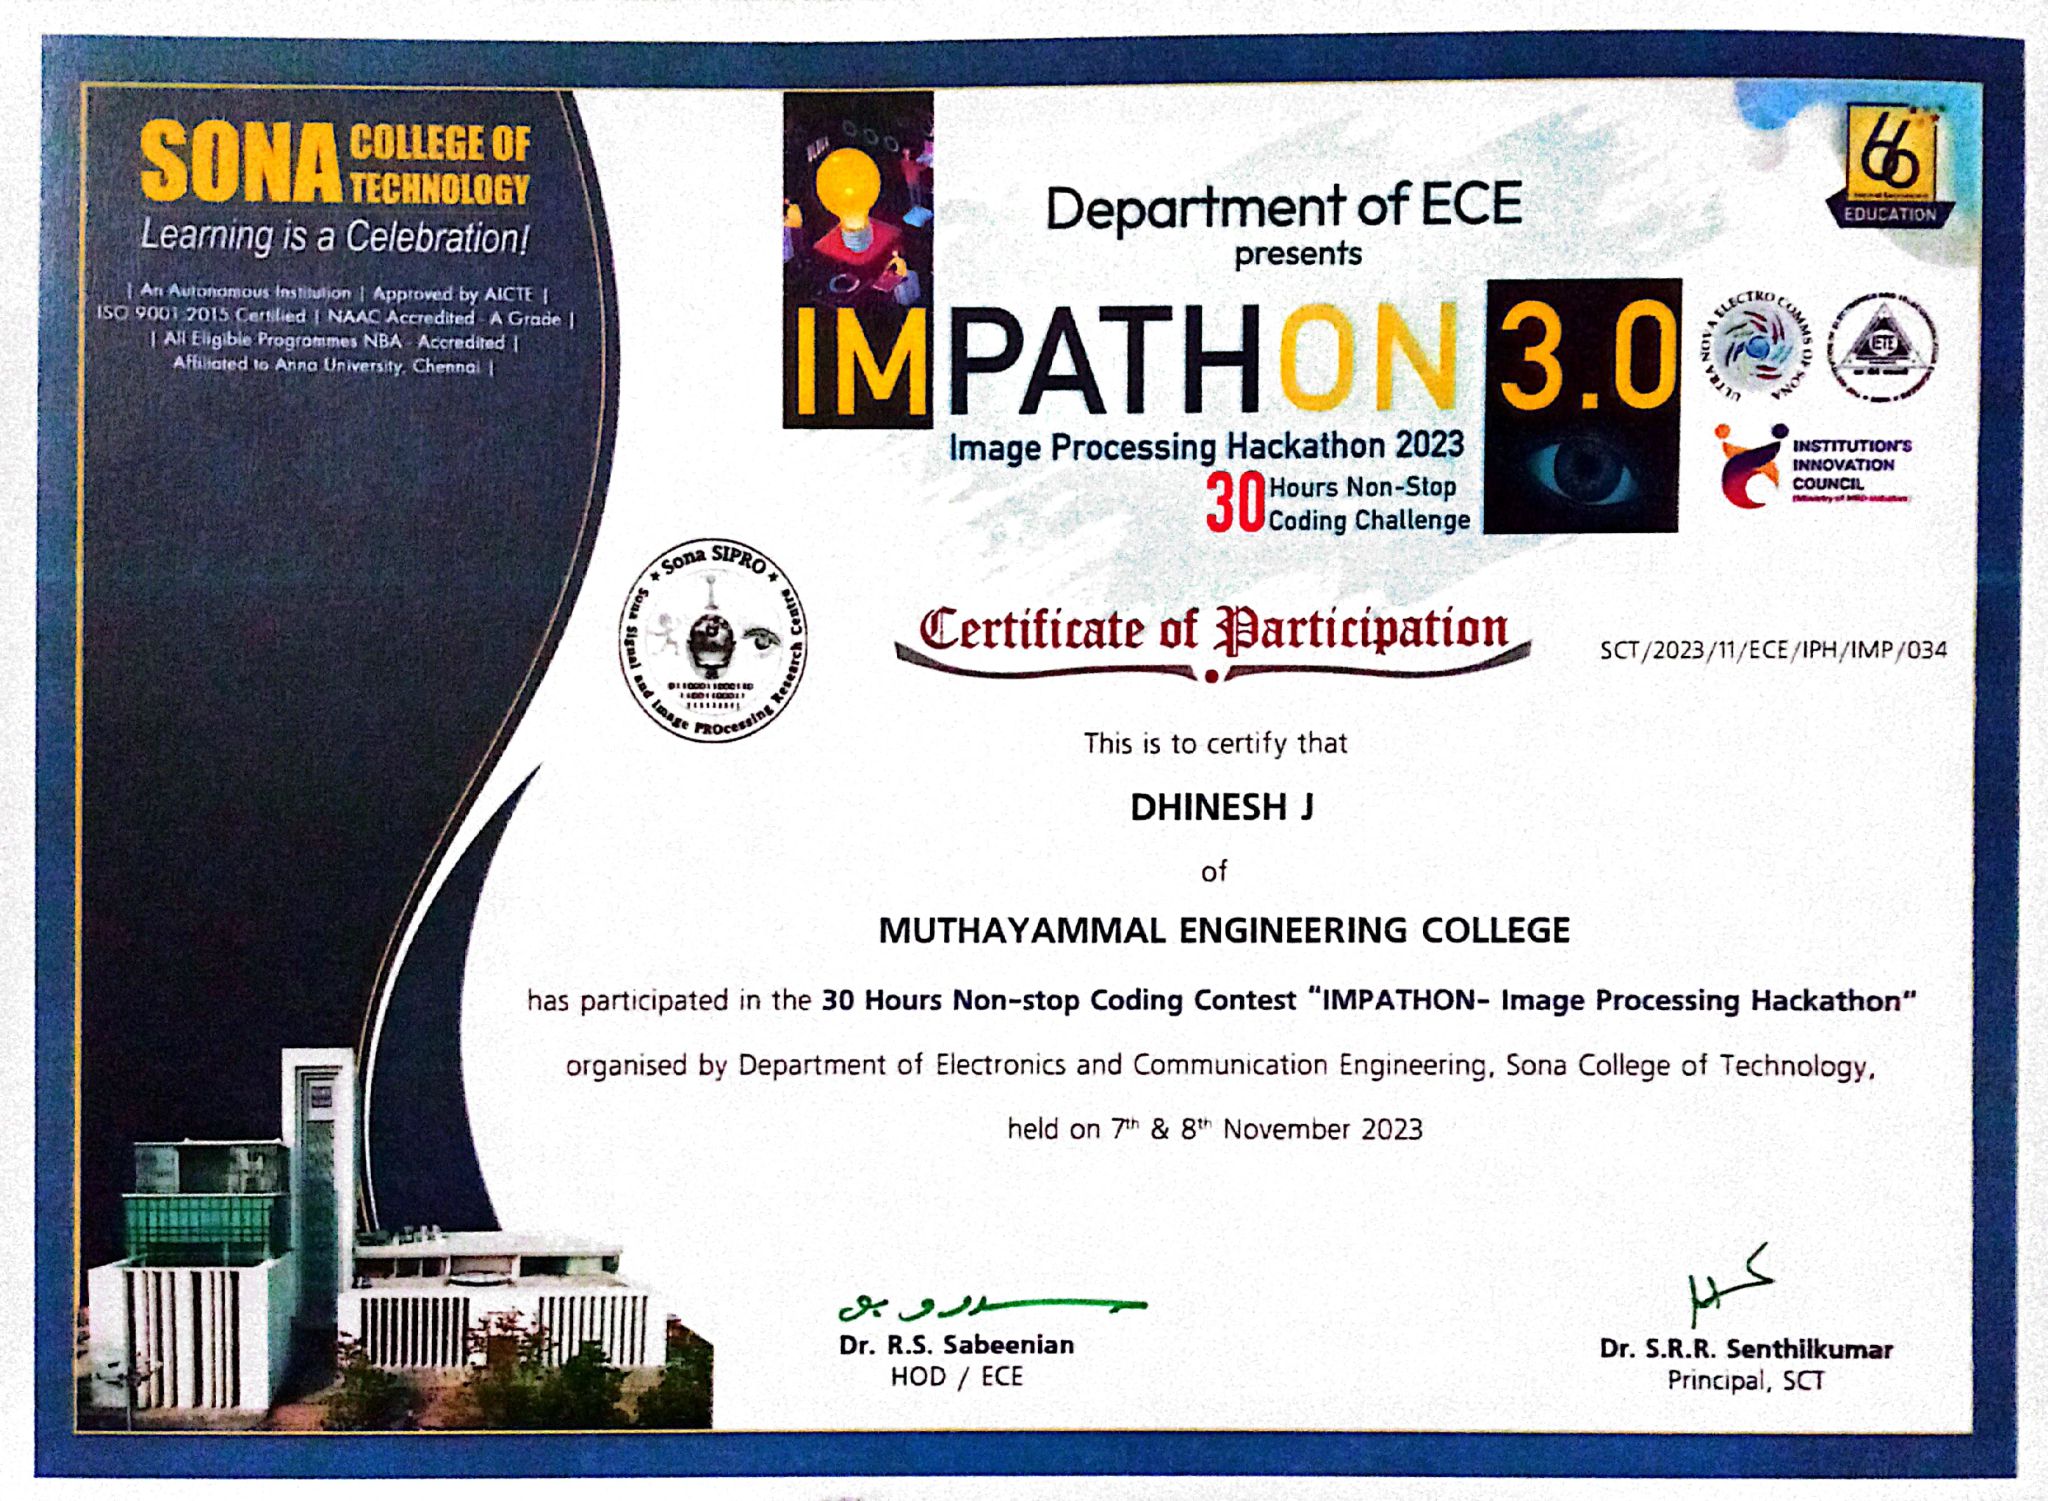 SONA COLLEGE OF
TECHNOLOGY
Learning is a Celebration!
| An Autonomous Institution | Approved by AICTE |
ISO 9001 2015 Certified | NAAC Accredited - A Grade |
| All Eligible Programmes NBA - Accredited |
Affiliated to Anna University, Chennai |
Department of ECE
presents
IMPATHON 3.0
Image Processing Hackathon 2023
30 Hours Non-Stop
Coding Challenge
66
EDUCATION
ULTRA NOVA ELECTRO COMMS OF SONA
IETE
INSTITUTION'S
INNOVATION
COUNCIL
(Ministry of HRD Initiative)
★ Sona SIPRO ★
Sona Signal and Image PROcessing Research Centre
Certificate of Participation
SCT/2023/11/ECE/IPH/IMP/034
This is to certify that
DHINESH J
of
MUTHAYAMMAL ENGINEERING COLLEGE
has participated in the 30 Hours Non-stop Coding Contest "IMPATHON- Image Processing Hackathon"
organised by Department of Electronics and Communication Engineering, Sona College of Technology,
held on 7th & 8th November 2023
Dr. R.S. Sabeenian
HOD / ECE
Dr. S.R.R. Senthilkumar
Principal, SCT